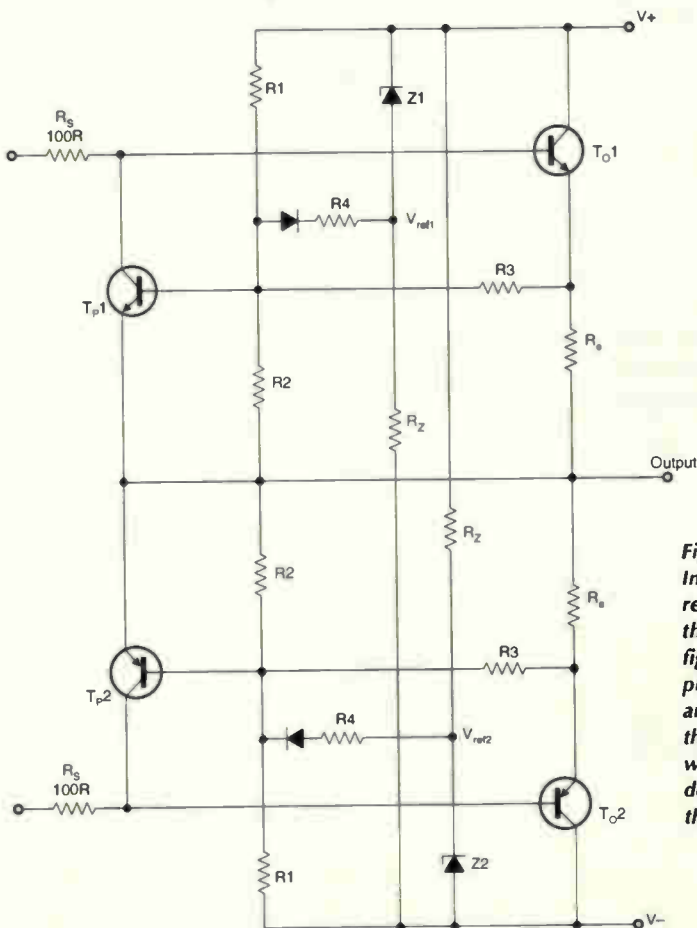 V+
R1
Z1
RS
100R
TO1
R4
Vref1
R3
TP1
Re
R2
RZ
Output
RZ
R2
Re
R3
TP2
R4
Vref2
RS
100R
TO2
Z2
R1
V−